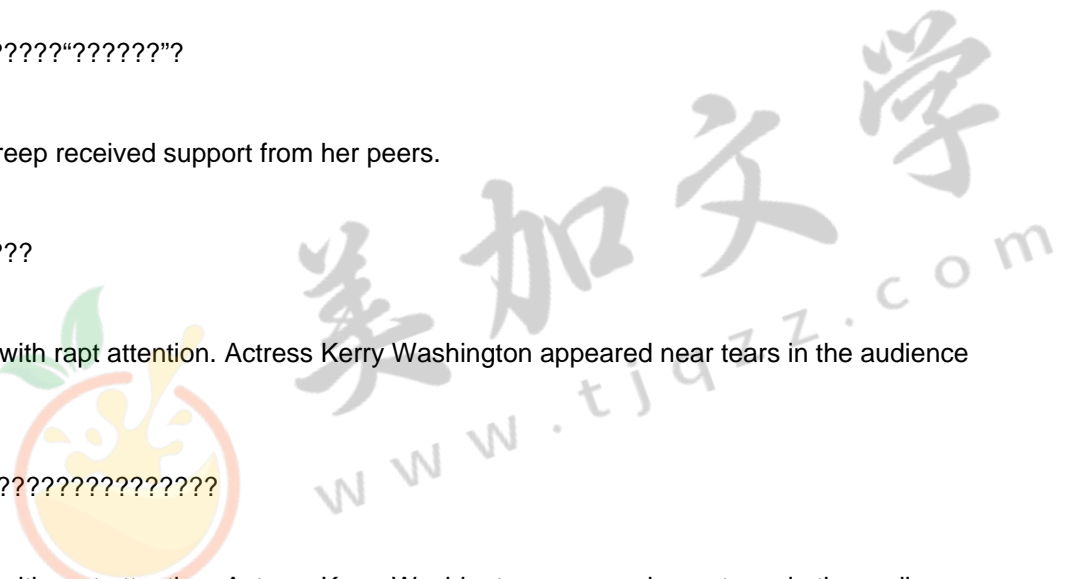 ?????“??????”?
reep received support from her peers.
???
with rapt attention. Actress Kerry Washington appeared near tears in the audience
???????????????
美加文学
www.tjqzz.com